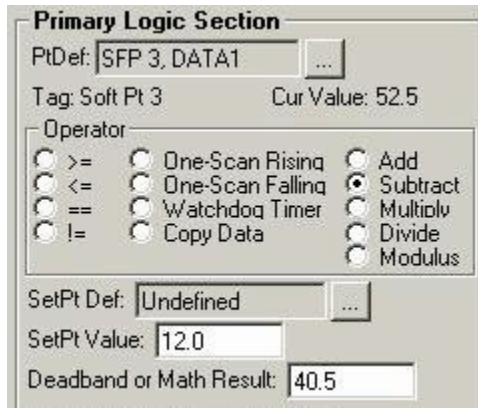 Primary Logic Section
PtDef: SFP 3, DATA1 ...
Tag: Soft Pt 3 Cur Value: 52.5
Operator
>= One-Scan Rising Add
<= One-Scan Falling Subtract
== Watchdog Timer Multiply
!= Copy Data Divide
Modulus
SetPt Def: Undefined ...
SetPt Value: 12.0
Deadband or Math Result: 40.5